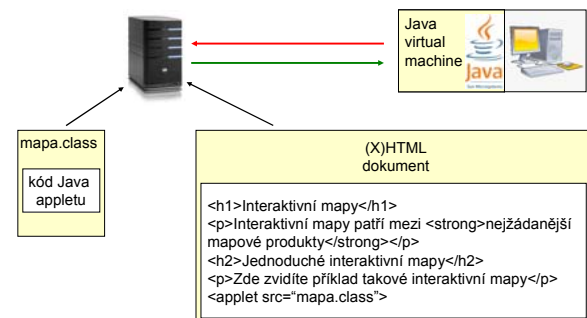 Java
virtual
machine
Java
Sun Microsystems
mapa.class
kód Java
appletu
(X)HTML
dokument
<h1>Interaktivní mapy</h1>
<p>Interaktivní mapy patří mezi <strong>nejžádanější
mapové produkty</strong></p>
<h2>Jednoduché interaktivní mapy</h2>
<p>Zde zvidíte příklad takové interaktivní mapy</p>
<applet src=“mapa.class”>